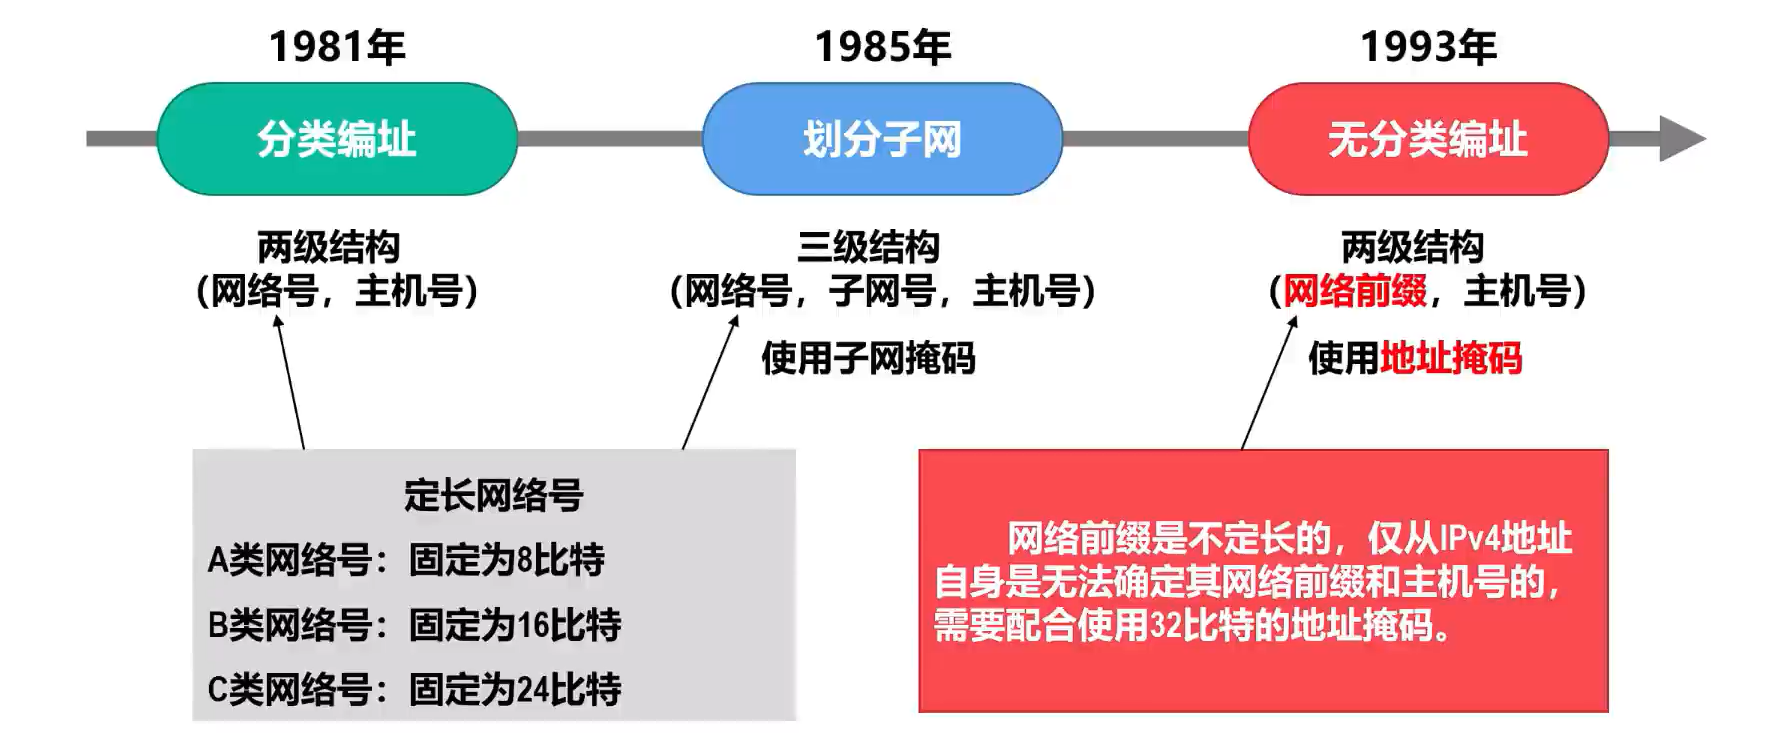 1981年
1985年
1993年
分类编址
划分子网
无分类编址
两级结构
（网络号，主机号）
三级结构
（网络号，子网号，主机号）
使用子网掩码
两级结构
（网络前缀，主机号）
使用地址掩码
定长网络号
A类网络号：固定为8比特
B类网络号：固定为16比特
C类网络号：固定为24比特
网络前缀是不定长的，仅从IPv4地址
自身是无法确定其网络前缀和主机号的，
需要配合使用32比特的地址掩码。